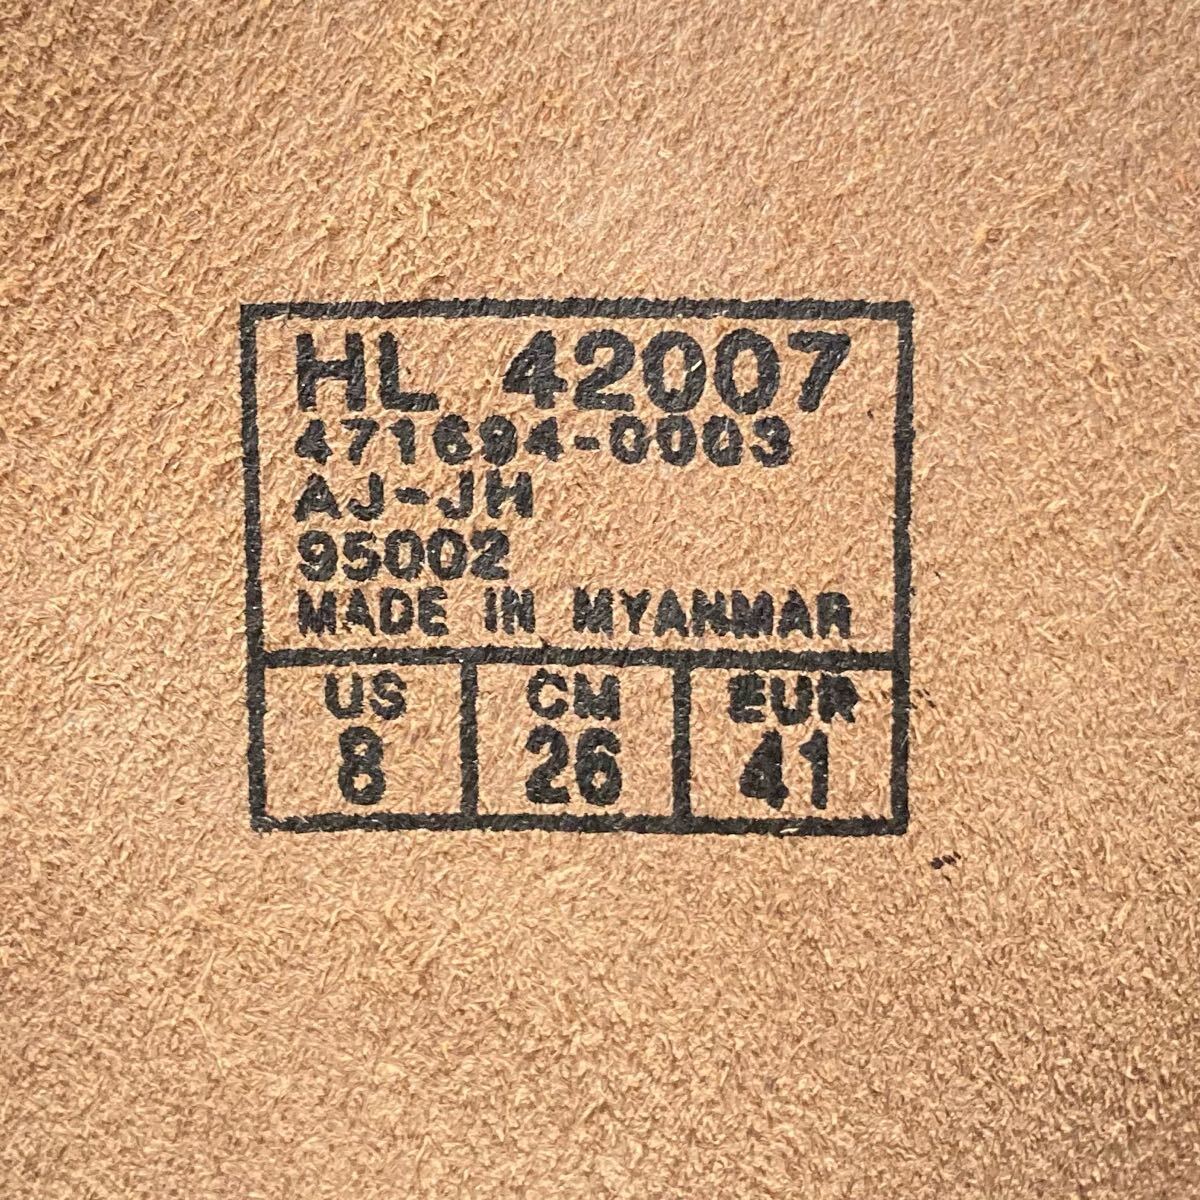 HL 42007
471694-0003
AJ-JH
95002
MADE IN MYANMAR
US CM EUR
8 26 41